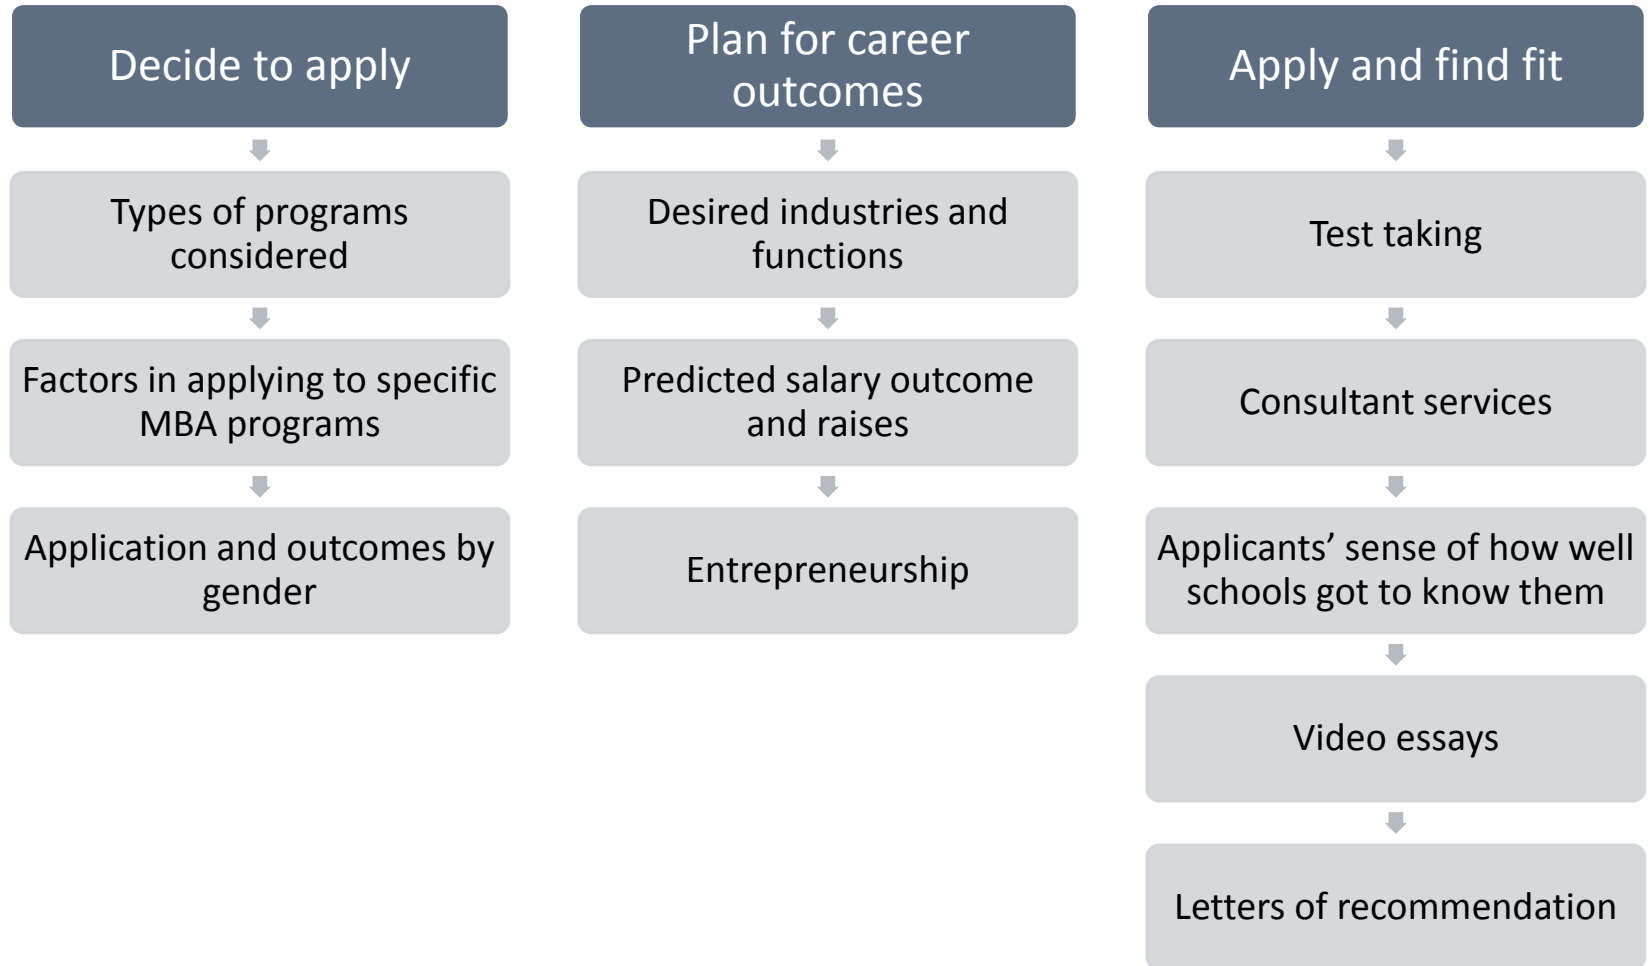 Decide to apply
Types of programs
considered
Factors in applying to specific
MBA programs
Application and outcomes by
gender
Plan for career
outcomes
Desired industries and
functions
Predicted salary outcome
and raises
Entrepreneurship
Apply and find fit
Test taking
Consultant services
Applicants’ sense of how well
schools got to know them
Video essays
Letters of recommendation